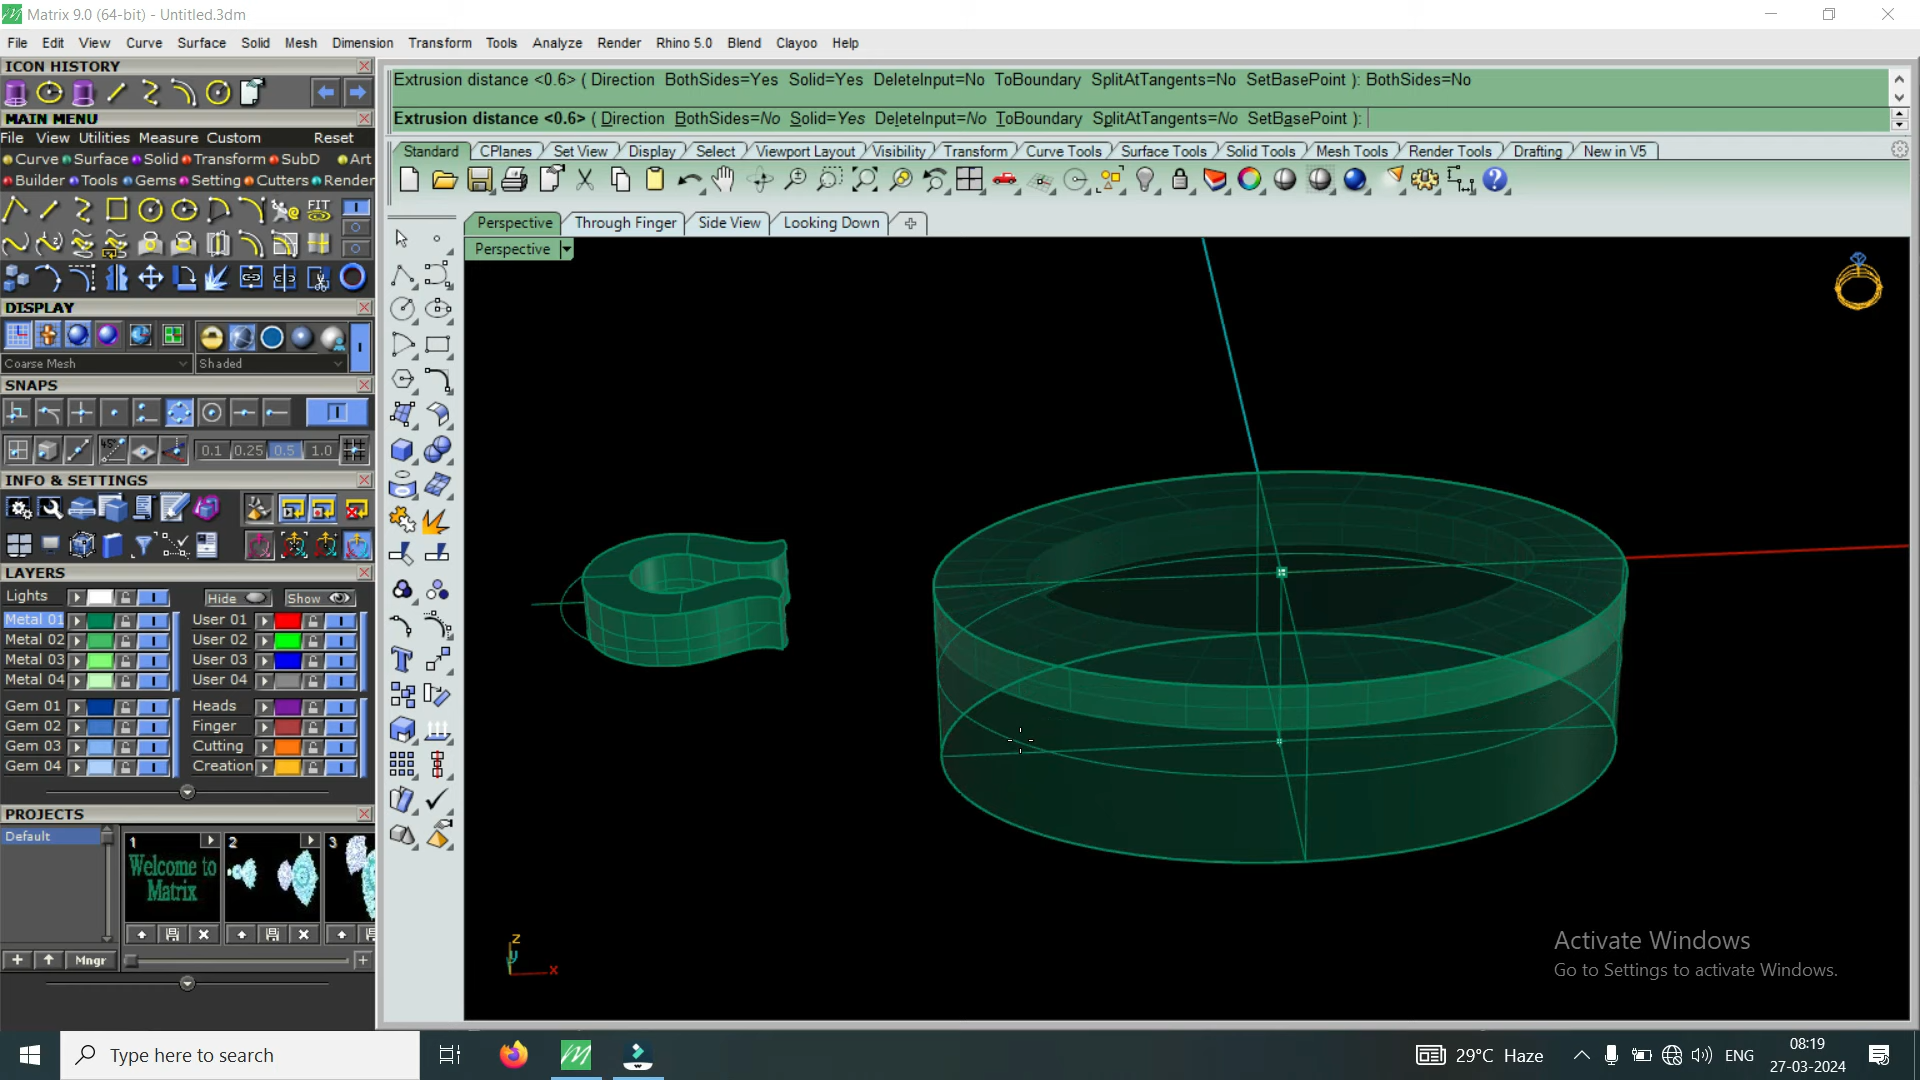 Matrix 9.0 (64-bit) - Untitled.3dm
File Edit View Curve Surface Solid Mesh Dimension Transform Tools Analyze Render Rhino 5.0 Blend Clayoo Help
ICON HISTORY
Extrusion distance <0.6> ( Direction BothSides=Yes Solid=Yes DeleteInput=No ToBoundary SplitAtTangents=No SetBasePoint ): BothSides=No
Extrusion distance <0.6> ( Direction BothSides=No Solid=Yes DeleteInput=No ToBoundary SplitAtTangents=No SetBasePoint ):
MAIN MENU
File View Utilities Measure Custom Reset
Curve Surface Solid Transform SubD Art
Builder Tools Gems Setting Cutters Render
FIT
Standard CPlanes Set View Display Select Viewport Layout Visibility Transform Curve Tools Surface Tools Solid Tools Mesh Tools Render Tools Drafting New in V5
Perspective Through Finger Side View Looking Down
Perspective
DISPLAY
Coarse Mesh Shaded
SNAPS
0.1 0.25 0.5 1.0
INFO & SETTINGS
LAYERS
Lights Hide Show
Metal 01 User 01
Metal 02 User 02
Metal 03 User 03
Metal 04 User 04
Gem 01 Heads
Gem 02 Finger
Gem 03 Cutting
Gem 04 Creation
PROJECTS
Default
1 2 3
Welcome to
Matrix
Mngr
z
y
x
Activate Windows
Go to Settings to activate Windows.
Type here to search
29°C Haze
ENG
08:19
27-03-2024